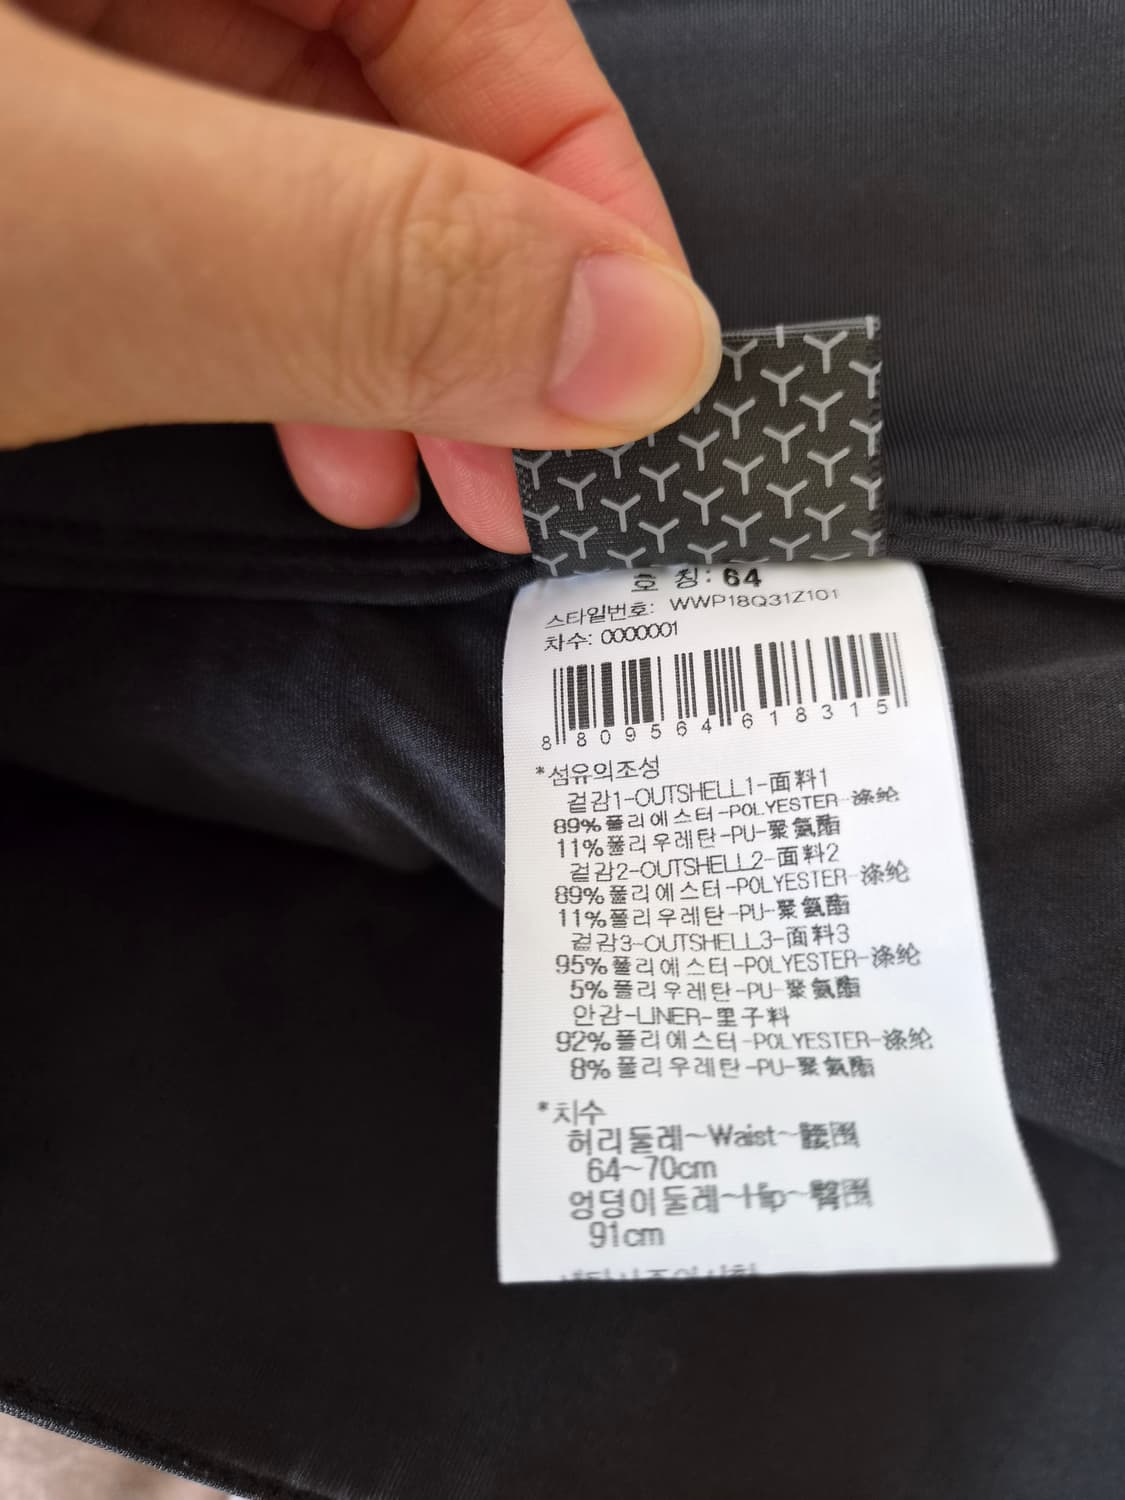 호 칭: 64
스타일번호: WWP18Q31Z101
차수: 0000001
8 809564 618315
*섬유의조성
겉감1-OUTSHELL1-面料1
89%폴리에스터-POLYESTER-涤纶
11%폴리우레탄-PU-聚氨酯
겉감2-OUTSHELL2-面料2
89%폴리에스터-POLYESTER-涤纶
11%폴리우레탄-PU-聚氨酯
겉감3-OUTSHELL3-面料3
95%폴리에스터-POLYESTER-涤纶
5%폴리우레탄-PU-聚氨酯
안감-LINER-里子料
92%폴리에스터-POLYESTER-涤纶
8%폴리우레탄-PU-聚氨酯
*치수
허리둘레~Waist~腰围
64~70cm
엉덩이둘레~Hip~臀围
91cm